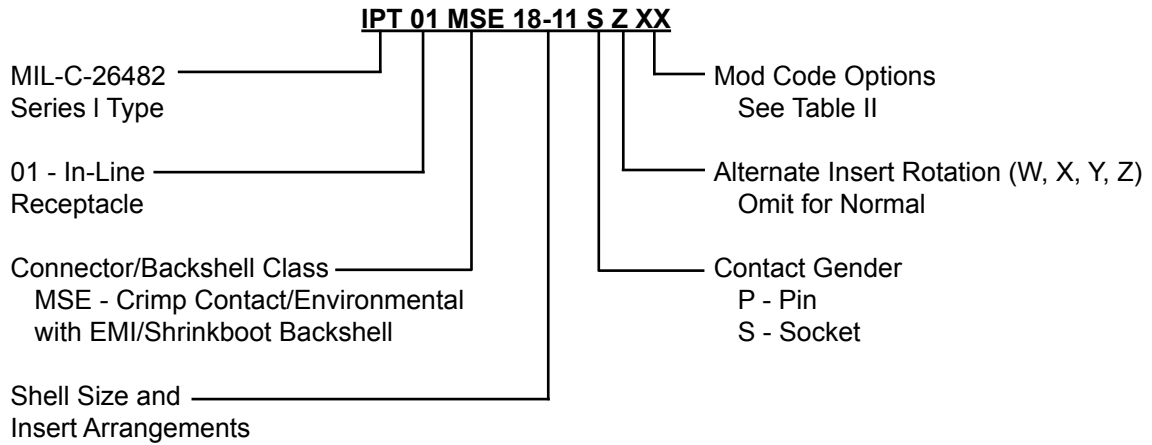 IPT 01 MSE 18-11 S Z XX
MIL-C-26482
Series I Type
01 - In-Line
Receptacle
Connector/Backshell Class
MSE - Crimp Contact/Environmental
with EMI/Shrinkboot Backshell
Shell Size and
Insert Arrangements
Mod Code Options
See Table II
Alternate Insert Rotation (W, X, Y, Z)
Omit for Normal
Contact Gender
P - Pin
S - Socket